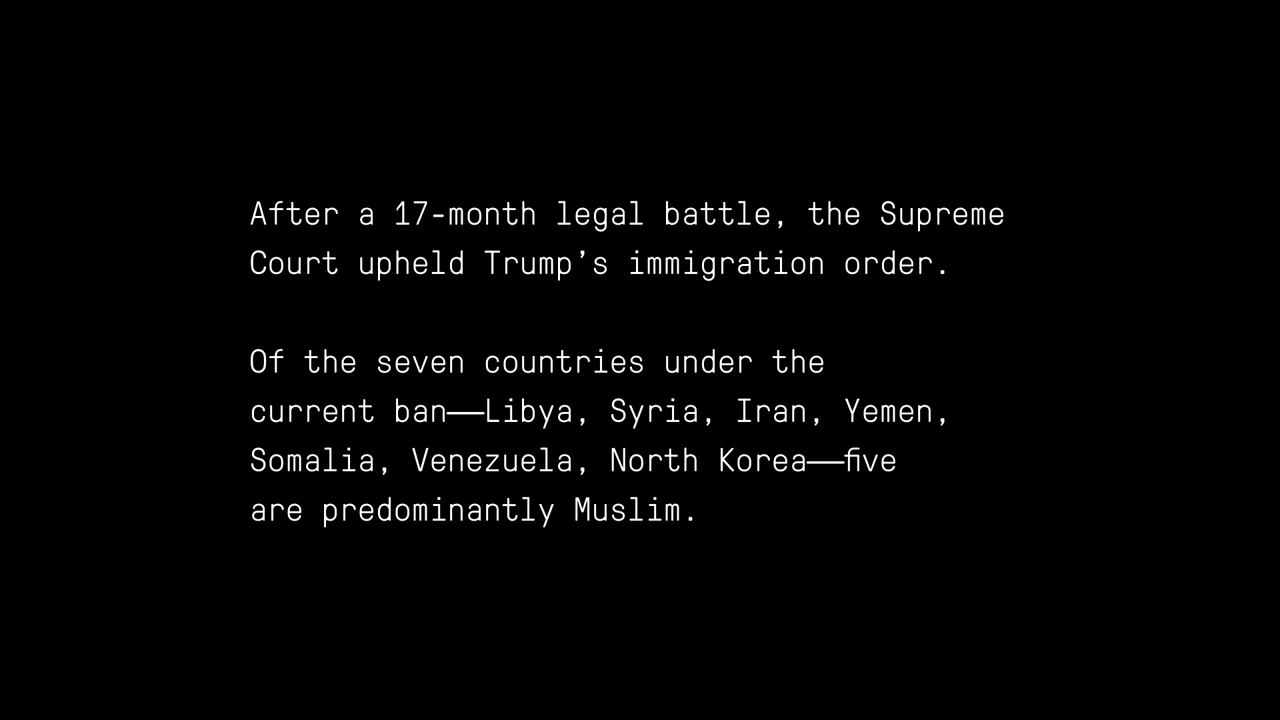 After a 17-month legal battle, the Supreme
Court upheld Trump’s immigration order.
Of the seven countries under the
current ban——Libya, Syria, Iran, Yemen,
Somalia, Venezuela, North Korea——five
are predominantly Muslim.